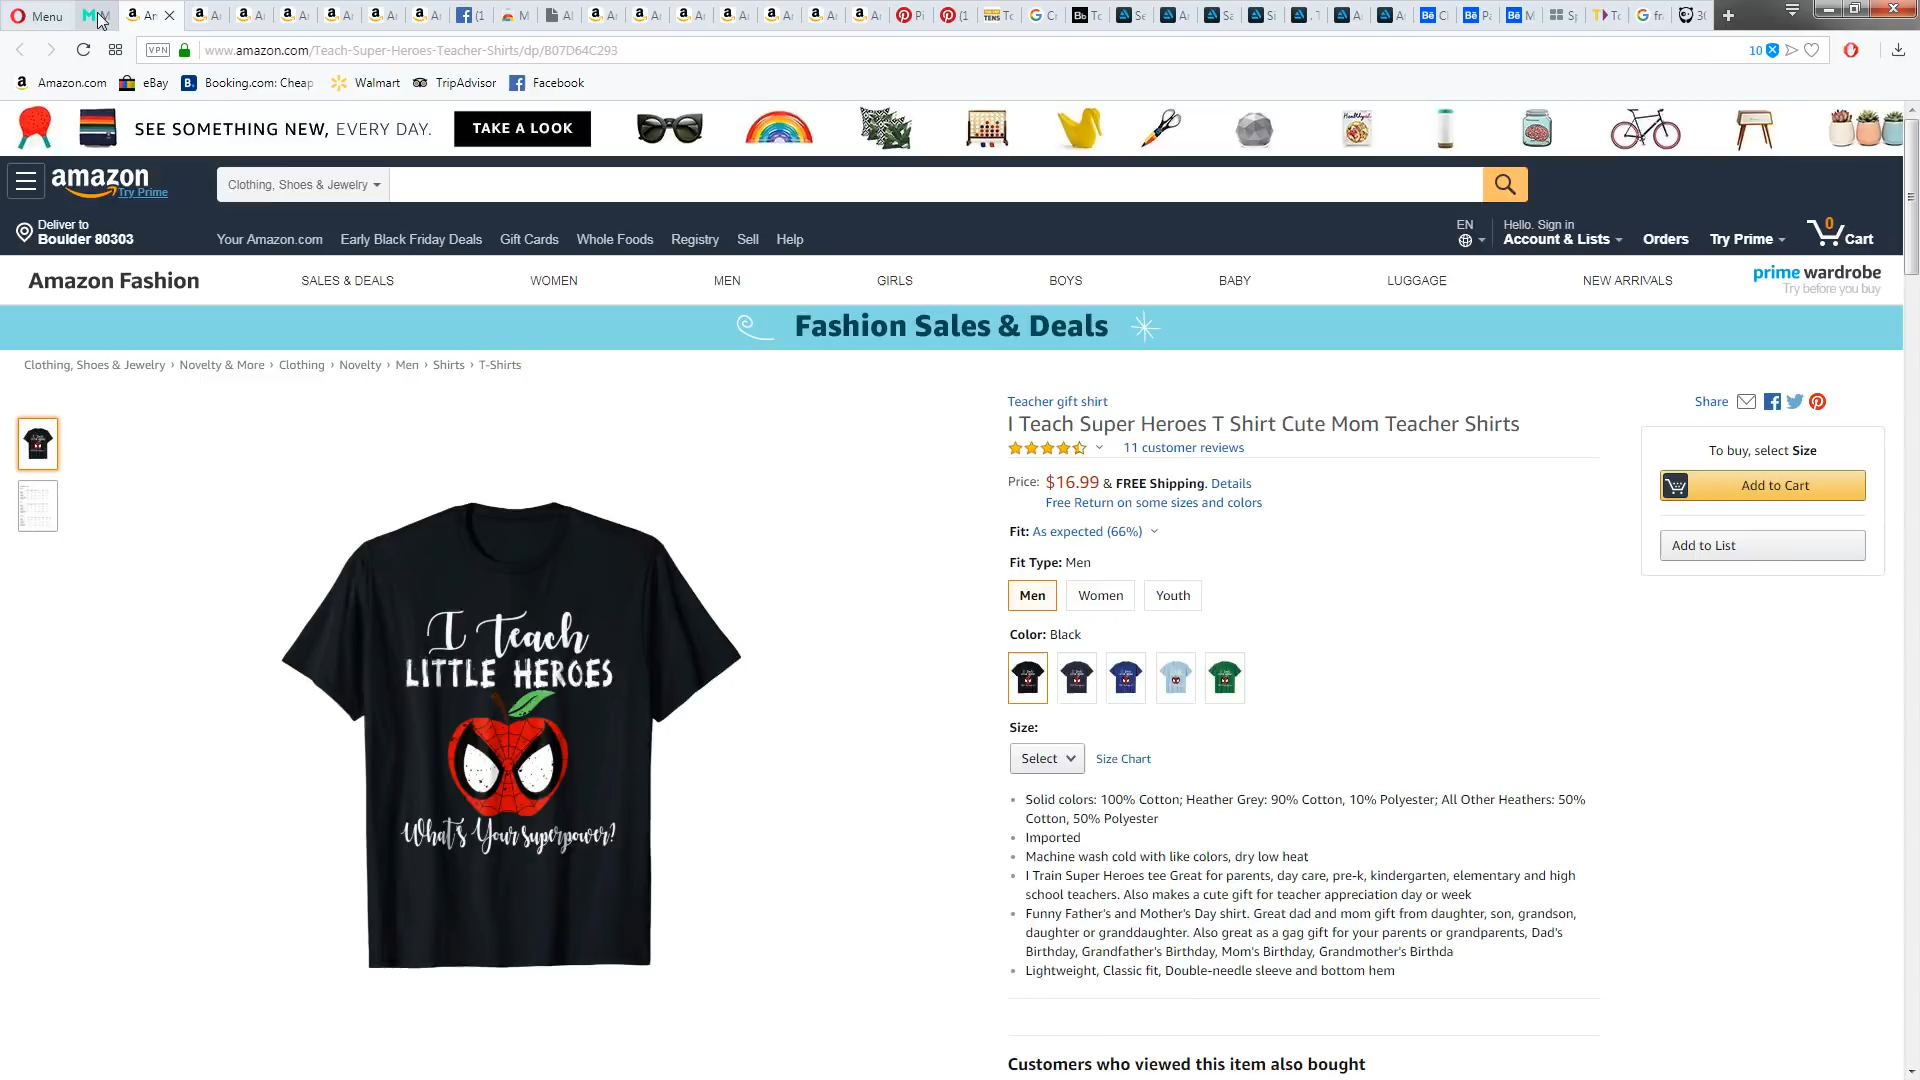 Menu
www.amazon.com/Teach-Super-Heroes-Teacher-Shirts/dp/B07D64C293
VPN
10
Amazon.com
eBay
Booking.com: Cheap
Walmart
TripAdvisor
Facebook
SEE SOMETHING NEW, EVERY DAY.
TAKE A LOOK
amazon
Try Prime
Clothing, Shoes & Jewelry
Deliver to
Boulder 80303
Your Amazon.com
Early Black Friday Deals
Gift Cards
Whole Foods
Registry
Sell
Help
EN
Hello. Sign in
Account & Lists
Orders
Try Prime
0
Cart
Amazon Fashion
SALES & DEALS
WOMEN
MEN
GIRLS
BOYS
BABY
LUGGAGE
NEW ARRIVALS
prime wardrobe
Try before you buy
Fashion Sales & Deals
Clothing, Shoes & Jewelry › Novelty & More › Clothing › Novelty › Men › Shirts › T-Shirts
I Teach
LITTLE HEROES
What's Your superpower?
Teacher gift shirt
I Teach Super Heroes T Shirt Cute Mom Teacher Shirts
11 customer reviews
Price: $16.99 & FREE Shipping. Details
Free Return on some sizes and colors
Fit: As expected (66%)
Fit Type: Men
Men
Women
Youth
Color: Black
Size:
Select
Size Chart
Solid colors: 100% Cotton; Heather Grey: 90% Cotton, 10% Polyester; All Other Heathers: 50%
Cotton, 50% Polyester
Imported
Machine wash cold with like colors, dry low heat
I Train Super Heroes tee Great for parents, day care, pre-k, kindergarten, elementary and high
school teachers. Also makes a cute gift for teacher appreciation day or week
Funny Father's and Mother's Day shirt. Great dad and mom gift from daughter, son, grandson,
daughter or granddaughter. Also great as a gag gift for your parents or grandparents, Dad's
Birthday, Grandfather's Birthday, Mom's Birthday, Grandmother's Birthda
Lightweight, Classic fit, Double-needle sleeve and bottom hem
Customers who viewed this item also bought
Share
To buy, select Size
Add to Cart
Add to List